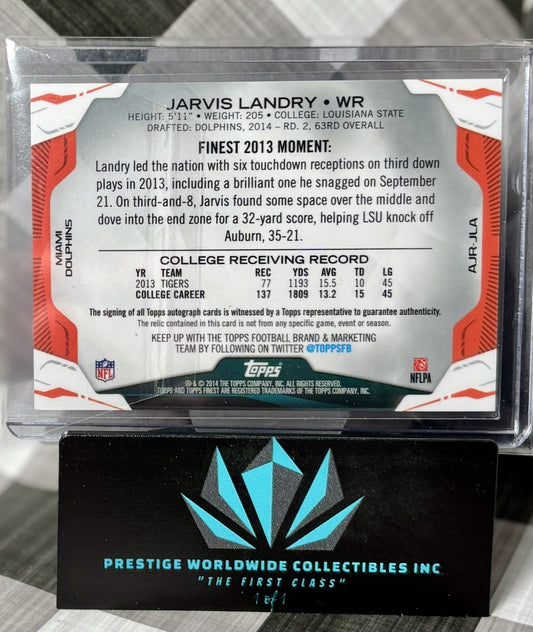 JARVIS LANDRY • WR
HEIGHT: 5'11" • WEIGHT: 205 • COLLEGE: LOUISIANA STATE
DRAFTED: DOLPHINS, 2014 – RD. 2, 63RD OVERALL
FINEST 2013 MOMENT:
Landry led the nation with six touchdown receptions on third down
plays in 2013, including a brilliant one he snagged on September
21. On third-and-8, Jarvis found some space over the middle and
dove into the end zone for a 32-yard score, helping LSU knock off
Auburn, 35-21.
MIAMI
DOLPHINS
AJR-JLA
COLLEGE RECEIVING RECORD
YR TEAM REC YDS AVG TD LG
2013 TIGERS 77 1193 15.5 10 45
COLLEGE CAREER 137 1809 13.2 15 45
The signing of all Topps autograph cards is witnessed by a Topps representative to guarantee authenticity.
The relic contained in this card is not from any specific game, event or season.
KEEP UP WITH THE TOPPS FOOTBALL BRAND & MARKETING
TEAM BY FOLLOWING ON TWITTER @TOPPSFB
NFL
Topps
NFLPA
® & © 2014 THE TOPPS COMPANY, INC. ALL RIGHTS RESERVED.
TOPPS AND TOPPS FINEST ARE REGISTERED TRADEMARKS OF THE TOPPS COMPANY, INC.
PRESTIGE WORLDWIDE COLLECTIBLES INC
"THE FIRST CLASS"
1 of 1